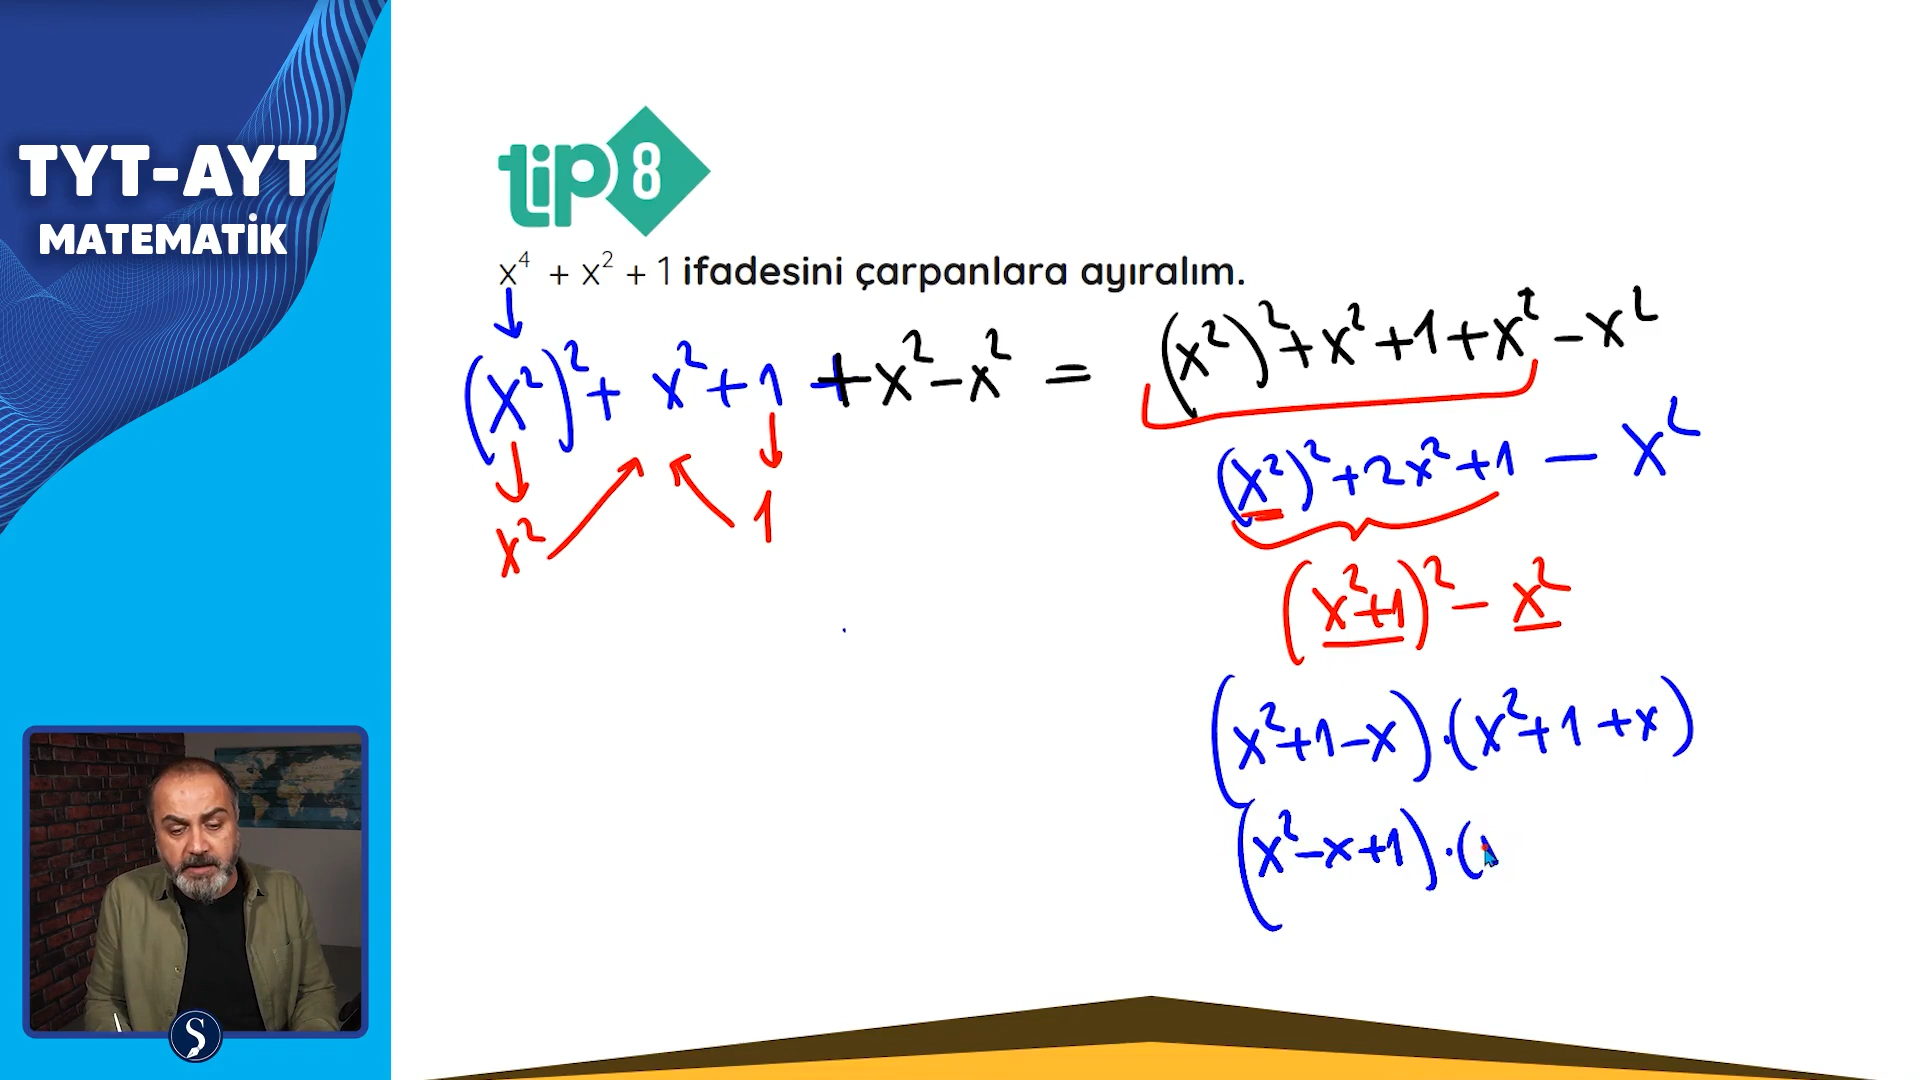 TYT-AYT
MATEMATİK
tip 8
x⁴ + x² + 1 ifadesini çarpanlara ayıralım.
(x²)² + x² + 1 + x² - x² = (x²)² + x² + 1 + x² - x²
x² 1
(x²)² + 2x² + 1 - x²
(x²+1)² - x²
(x²+1-x)·(x²+1+x)
(x²-x+1)·(
S